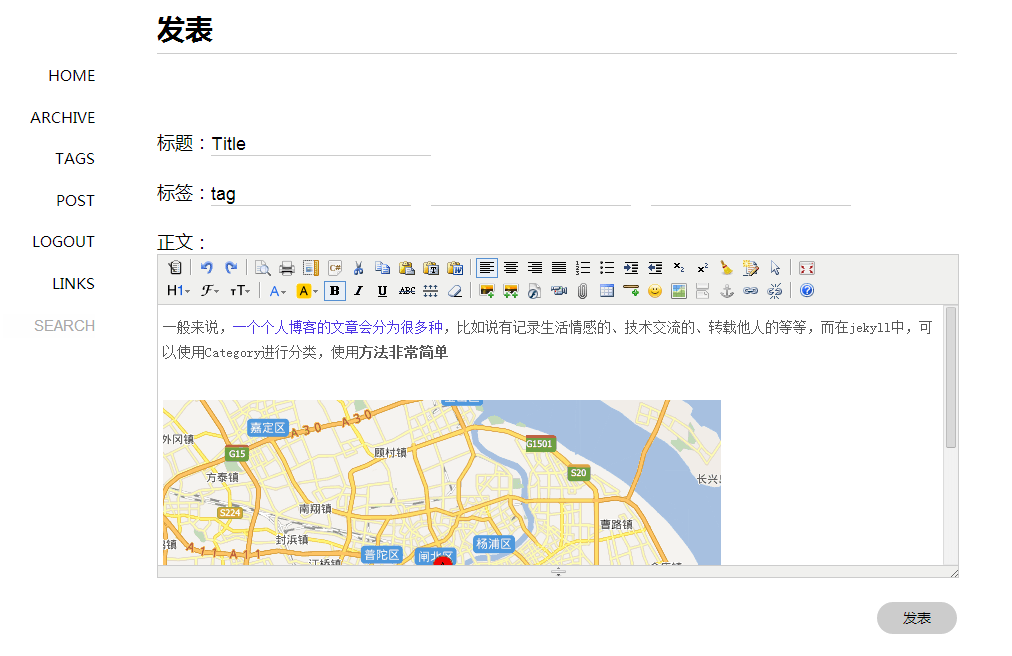 发表
HOME
ARCHIVE
TAGS
POST
LOGOUT
LINKS
SEARCH
标题：Title
标签：tag
正文：
H1 F TT A A B I U ABC
一般来说，一个个人博客的文章会分为很多种，比如说有记录生活情感的、技术交流的、转载他人的等等，而在jekyll中，可
以使用Category进行分类，使用方法非常简单
嘉定区
A30 A30
外冈镇
G15
顾村镇
G1501
方泰镇
S20
长兴
S224
南翔镇
曹路镇
封浜镇
杨浦区
A11 A11
普陀区
闸北区
江桥镇
发表